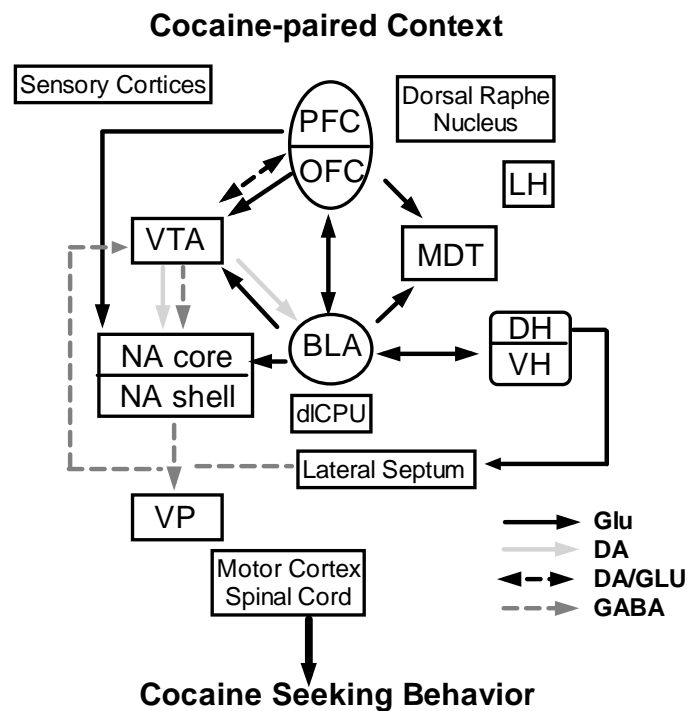 Cocaine-paired Context
Sensory Cortices
Dorsal Raphe
Nucleus
PFC
OFC
LH
VTA
MDT
NA core
NA shell
BLA
DH
VH
dlCPU
Lateral Septum
VP
Motor Cortex
Spinal Cord
Glu
DA
DA/GLU
GABA
Cocaine Seeking Behavior